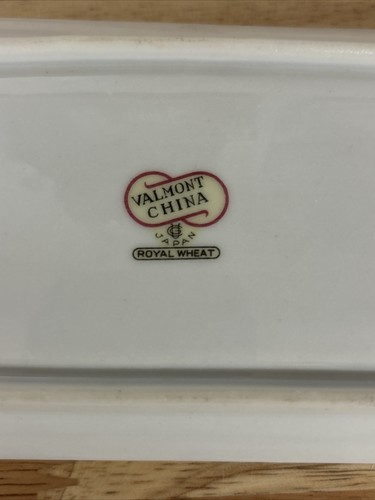 VALMONT
CHINA
JAPAN
ROYAL WHEAT